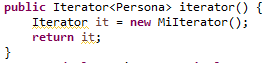 public Iterator<Persona> iterator() {
Iterator it = new MiIterator();
return it;
}